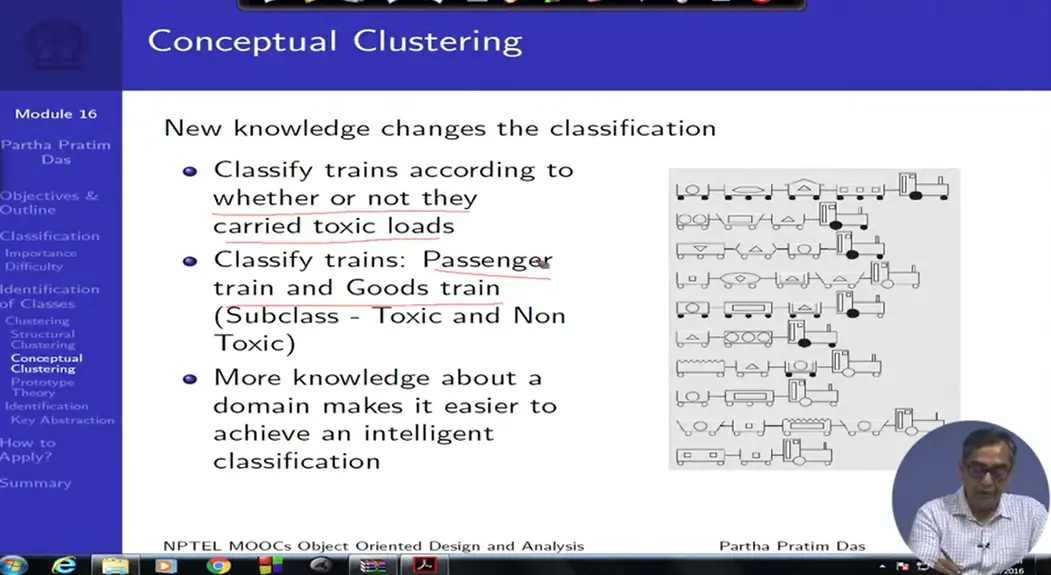 Conceptual Clustering
Module 16
Partha Pratim
Das
Objectives &
Outline
Classification
Importance
Difficulty
Identification
of Classes
Clustering
Structural
Clustering
Conceptual
Clustering
Prototype
Theory
Identification
Key Abstraction
How to
Apply?
Summary
New knowledge changes the classification
Classify trains according to
whether or not they
carried toxic loads
Classify trains: Passenger
train and Goods train
(Subclass - Toxic and Non
Toxic)
More knowledge about a
domain makes it easier to
achieve an intelligent
classification
NPTEL MOOCs Object Oriented Design and Analysis
Partha Pratim Das
/2016